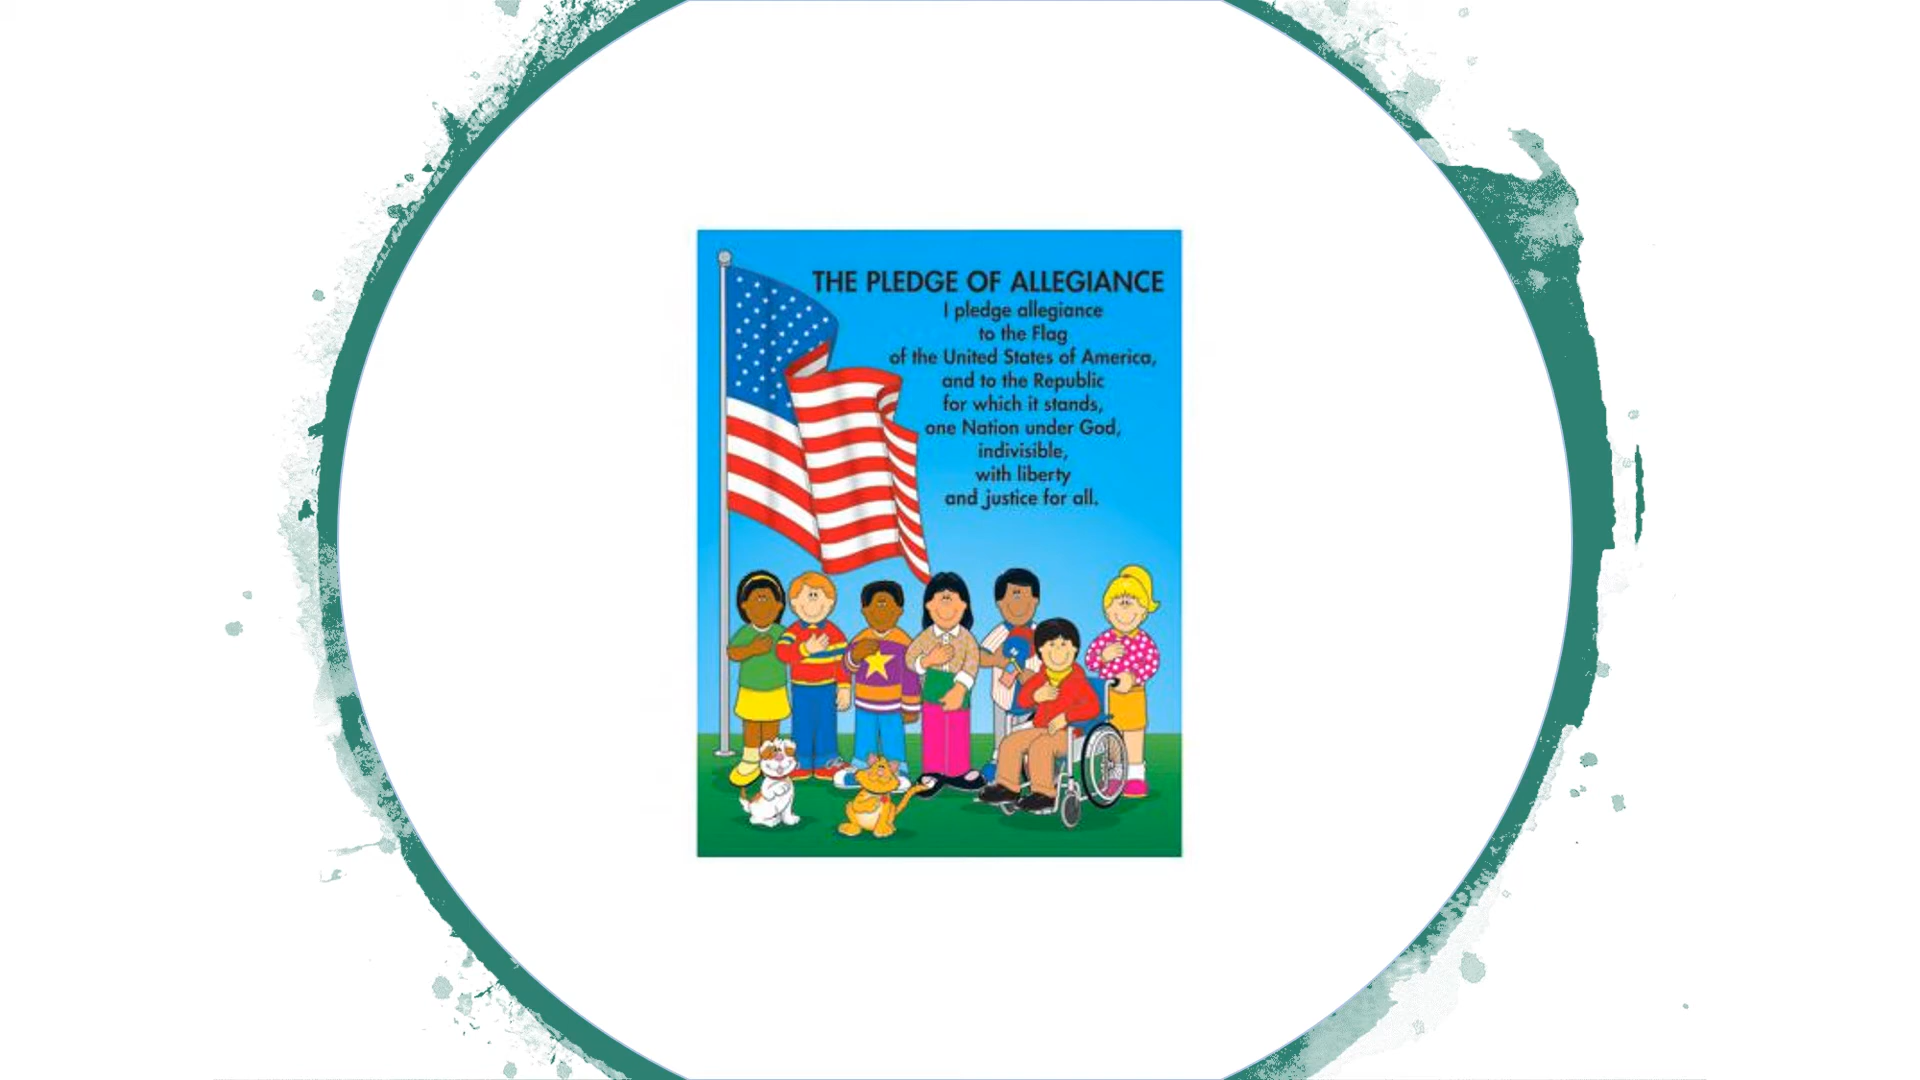 THE PLEDGE OF ALLEGIANCE
I pledge allegiance
to the Flag
of the United States of America,
and to the Republic
for which it stands,
one Nation under God,
indivisible,
with liberty
and justice for all.